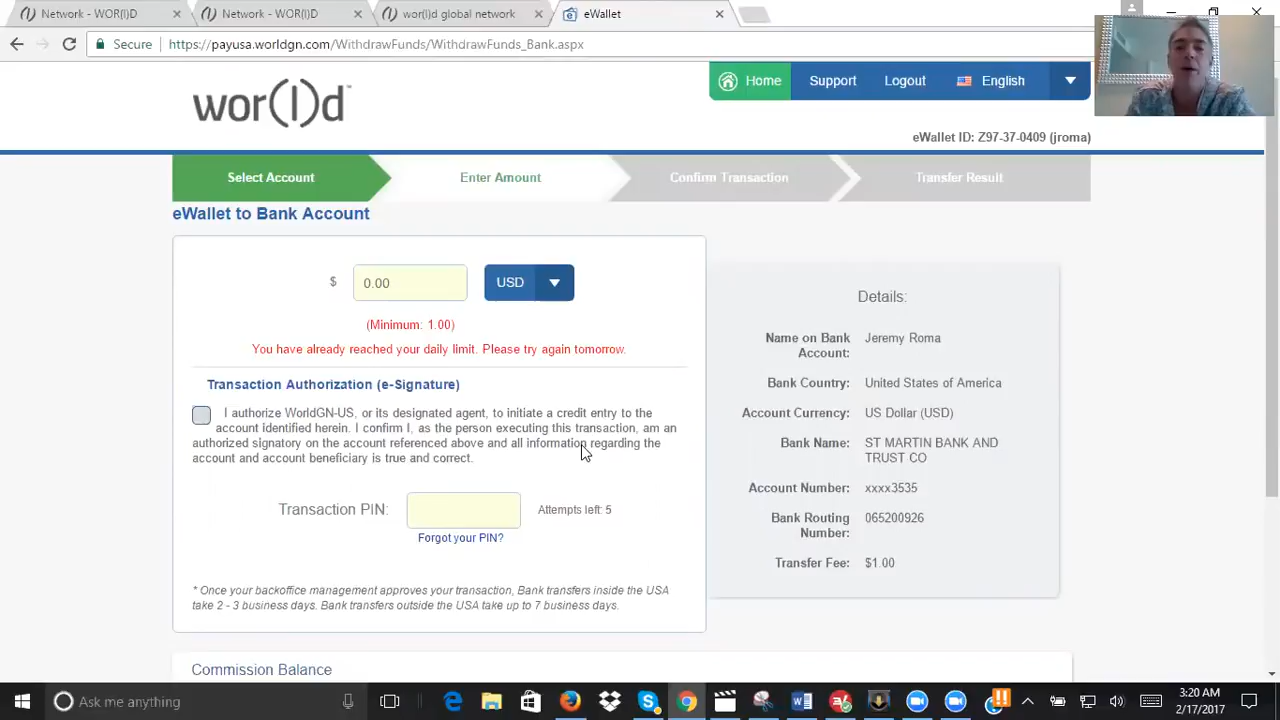 Network - WOR(l)D
Network - WOR(l)D
wor(l)d global network
eWallet
Secure
https://payusa.worldgn.com/WithdrawFunds/WithdrawFunds_Bank.aspx
wor(l)d™
Home
Support
Logout
English
eWallet ID: Z97-37-0409 (jroma)
Select Account
Enter Amount
Confirm Transaction
Transfer Result
eWallet to Bank Account
$
0.00
USD
(Minimum: 1.00)
You have already reached your daily limit. Please try again tomorrow.
Transaction Authorization (e-Signature)
I authorize WorldGN-US, or its designated agent, to initiate a credit entry to the
account identified herein. I confirm I, as the person executing this transaction, am an
authorized signatory on the account referenced above and all information regarding the
account and account beneficiary is true and correct.
Transaction PIN:
Attempts left: 5
Forgot your PIN?
* Once your backoffice management approves your transaction, Bank transfers inside the USA
take 2 - 3 business days. Bank transfers outside the USA take up to 7 business days.
Details:
Name on Bank
Account:
Jeremy Roma
Bank Country:
United States of America
Account Currency:
US Dollar (USD)
Bank Name:
ST MARTIN BANK AND
TRUST CO
Account Number:
xxxx3535
Bank Routing
Number:
065200926
Transfer Fee:
$1.00
Commission Balance
Ask me anything
3:20 AM
2/17/2017